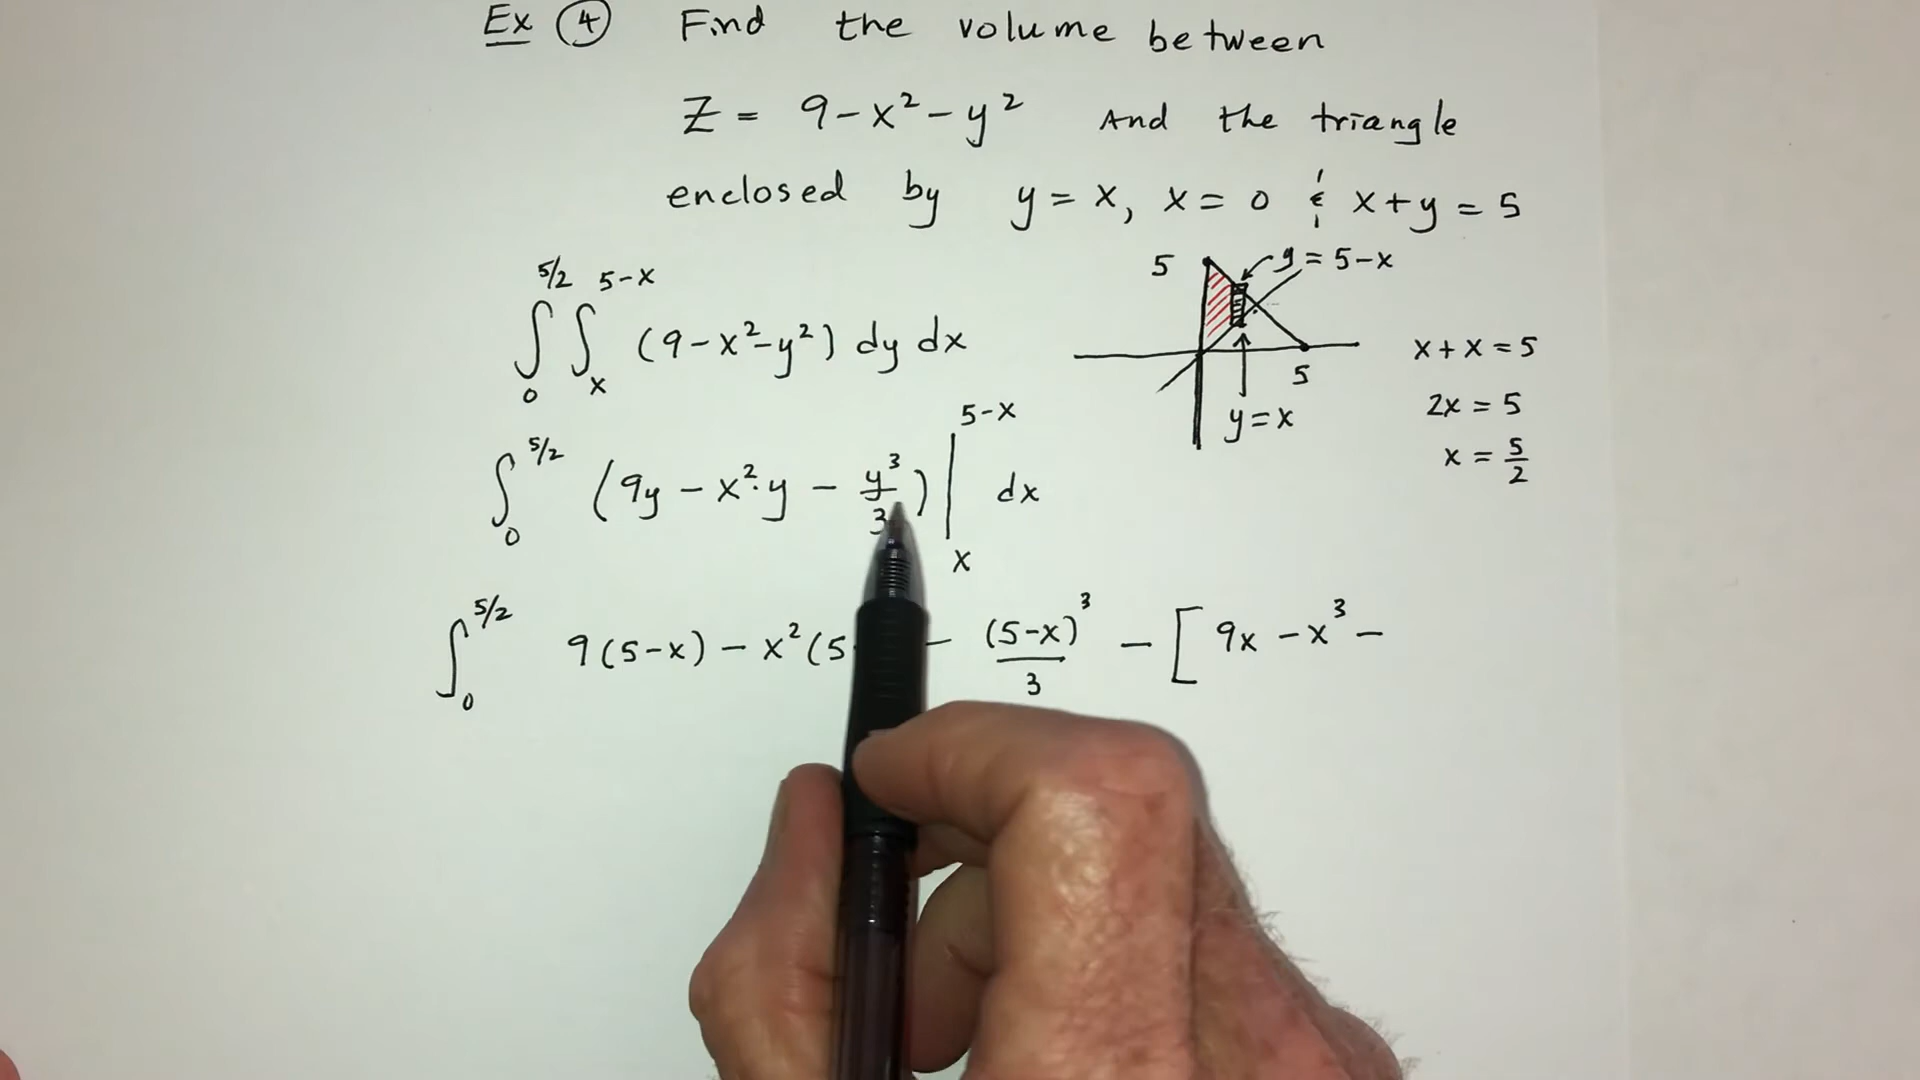 Ex ④ Find the volume between
Z = 9-x²-y² And the triangle
enclosed by y = x, x = 0 & x+y = 5
∫₀^{5/2} ∫ₓ^{5-x} (9-x²-y²) dy dx
5
y = 5-x
5
y = x
x + x = 5
2x = 5
x = 5/2
∫₀^{5/2} (9y - x²·y - y³/3) |ₓ^{5-x} dx
∫₀^{5/2} 9(5-x) - x²(5 - (5-x)³/3 - [9x - x³ -